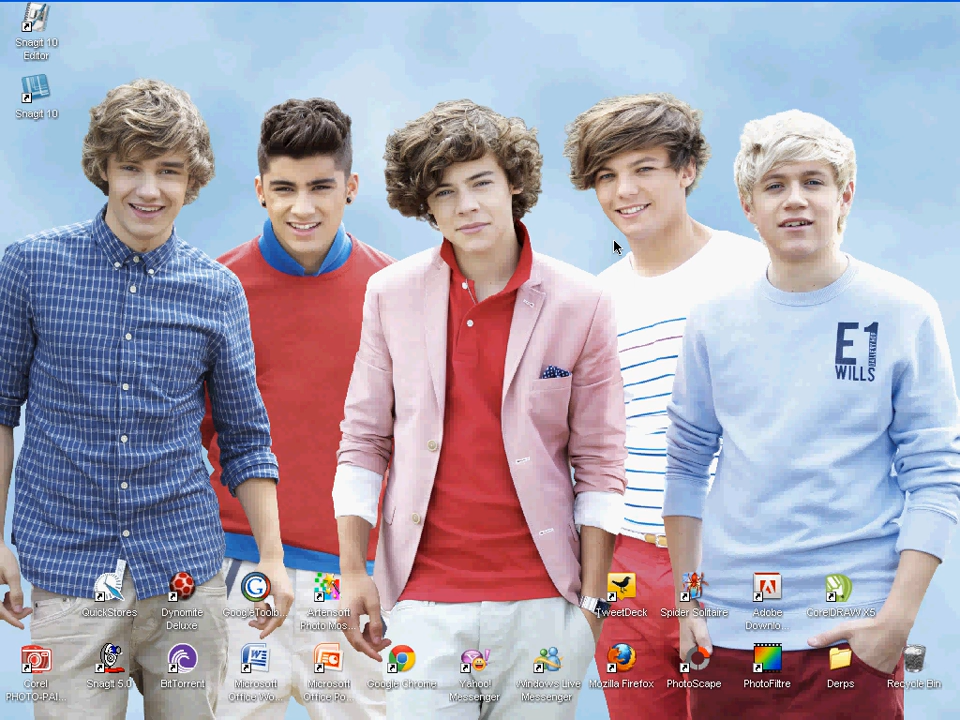 Snagit 10
Editor
Snagit 10
E1
WILLS
QuickStores
Dynomite
Deluxe
GoogleToolb...
Artensoft
Photo Mos...
TweetDeck
Spider Solitaire
Adobe
Downlo...
CorelDRAW X5
Corel
PHOTO-PAI...
SnagIt 5.0
BitTorrent
Microsoft
Office Wo...
Microsoft
Office Po...
Google Chrome
Yahoo!
Messenger
Windows Live
Messenger
Mozilla Firefox
PhotoScape
PhotoFiltre
Derps
Recycle Bin